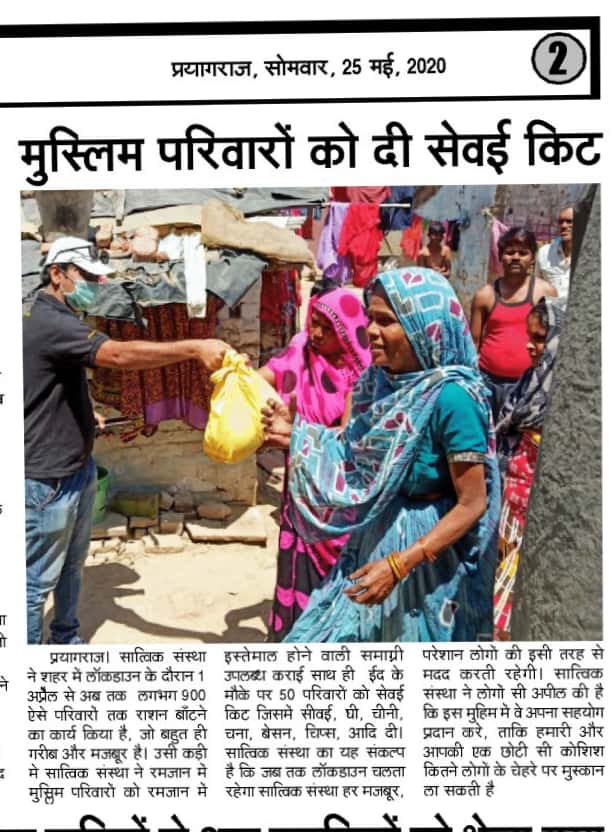 प्रयागराज, सोमवार, 25 मई, 2020
2
मुस्लिम परिवारों को दी सेवई किट
प्रयागराज। सात्विक संस्था
ने शहर में लॉकडाउन के दौरान 1
अप्रैल से अब तक लगभग 900
ऐसे परिवारों तक राशन बाँटने
का कार्य किया है, जो बहुत ही
गरीब और मजबूर है। उसी कड़ी
मे सात्विक संस्था ने रमजान में
मुस्लिम परिवारों को रमजान में
इस्तेमाल होने वाली समाग्री
उपलब्ध कराई साथ ही ईद के
मौके पर 50 परिवारों को सेवई
किट जिसमें सीवई, घी, चीनी,
चना, बेसन, चिप्स, आदि दी।
सात्विक संस्था का यह संकल्प
है कि जब तक लॉकडाउन चलता
रहेगा सात्विक संस्था हर मजबूर,
परेशान लोगों की इसी तरह से
मदद करती रहेगी। सात्विक
संस्था ने लोगों सी अपील की है
कि इस मुहिम में वे अपना सहयोग
प्रदान करे, ताकि हमारी और
आपकी एक छोटी सी कोशिश
कितने लोगों के चेहरे पर मुस्कान
ला सकती है